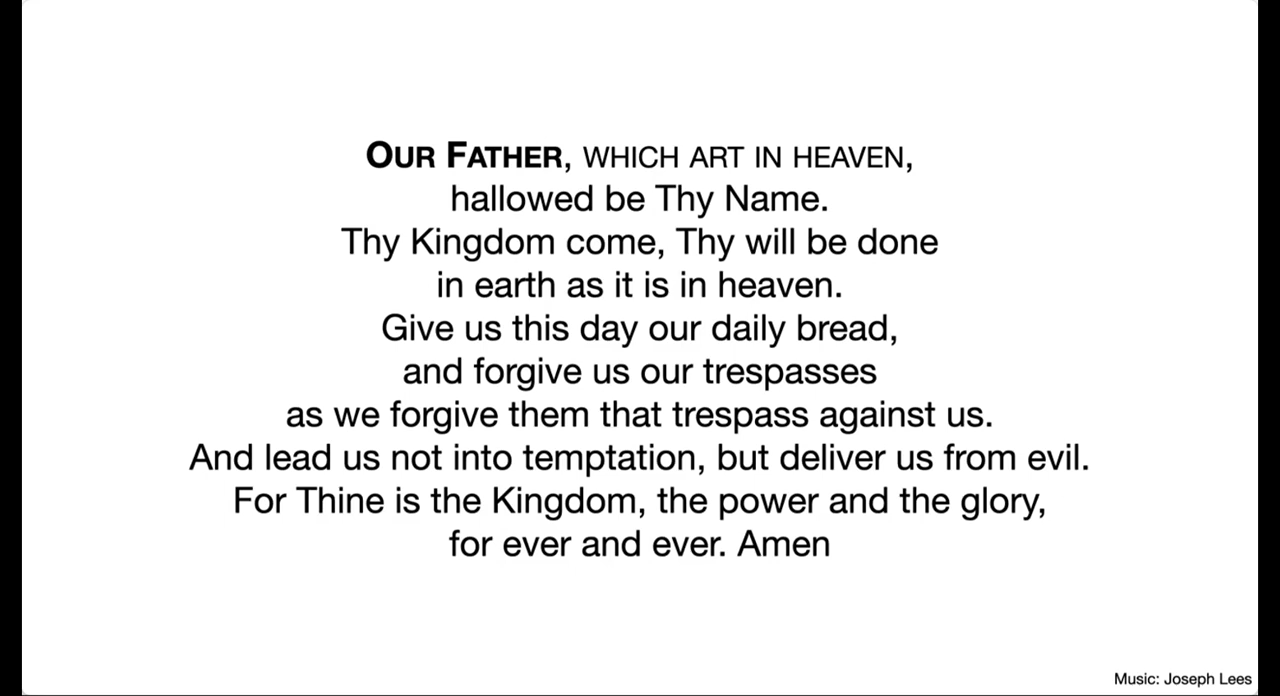 OUR FATHER, WHICH ART IN HEAVEN,
hallowed be Thy Name.
Thy Kingdom come, Thy will be done
in earth as it is in heaven.
Give us this day our daily bread,
and forgive us our trespasses
as we forgive them that trespass against us.
And lead us not into temptation, but deliver us from evil.
For Thine is the Kingdom, the power and the glory,
for ever and ever. Amen
Music: Joseph Lees